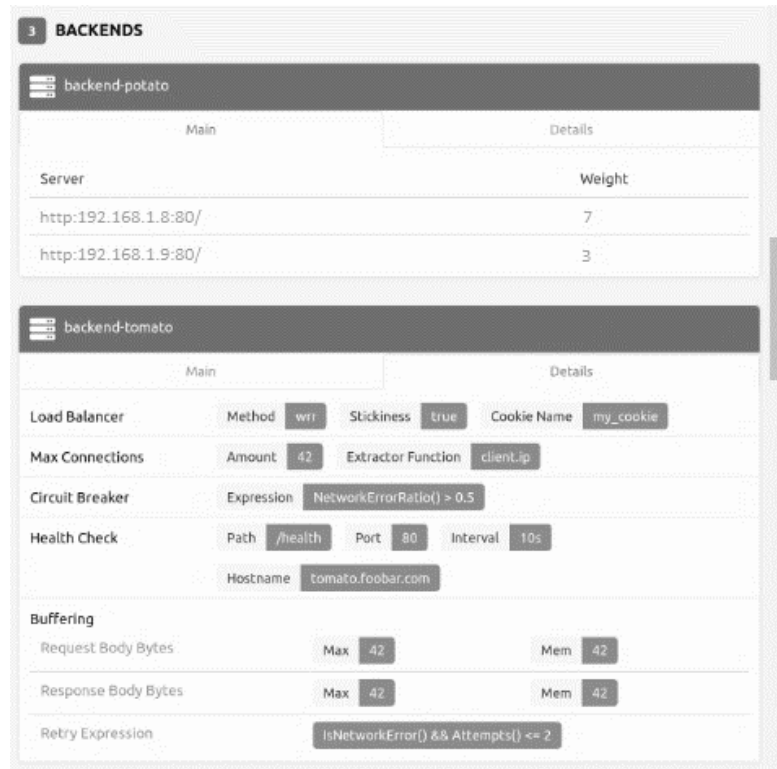 3 BACKENDS
backend-potato
Main Details
Server Weight
http:192.168.1.8:80/ 7
http:192.168.1.9:80/ 3
backend-tomato
Main Details
Load Balancer Method wrr Stickiness true Cookie Name my_cookie
Max Connections Amount 42 Extractor Function client.ip
Circuit Breaker Expression NetworkErrorRatio() > 0.5
Health Check Path /health Port 80 Interval 10s
Hostname tomato.foobar.com
Buffering
Request Body Bytes Max 42 Mem 42
Response Body Bytes Max 42 Mem 42
Retry Expression IsNetworkError() && Attempts() <= 2